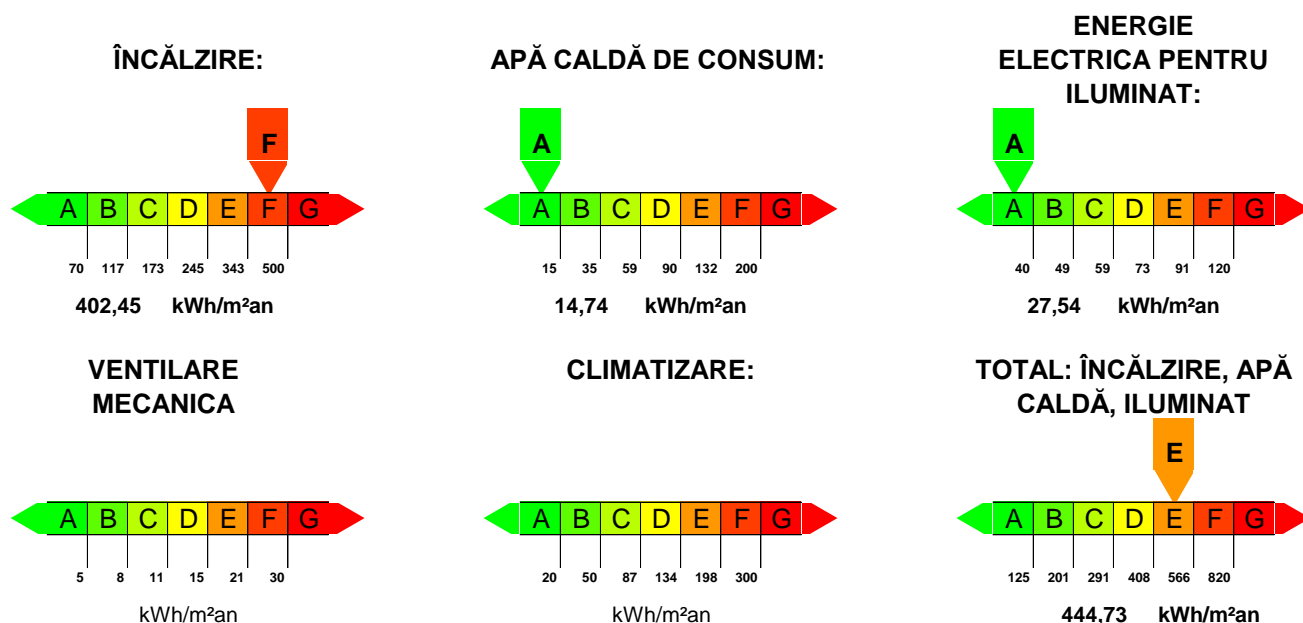 ÎNCĂLZIRE:
F
A B C D E F G
70 117 173 245 343 500
402,45 kWh/m²an
APĂ CALDĂ DE CONSUM:
A
A B C D E F G
15 35 59 90 132 200
14,74 kWh/m²an
ENERGIE
ELECTRICA PENTRU
ILUMINAT:
A
A B C D E F G
40 49 59 73 91 120
27,54 kWh/m²an
VENTILARE
MECANICA
A B C D E F G
5 8 11 15 21 30
kWh/m²an
CLIMATIZARE:
A B C D E F G
20 50 87 134 198 300
kWh/m²an
TOTAL: ÎNCĂLZIRE, APĂ
CALDĂ, ILUMINAT
E
A B C D E F G
125 201 291 408 566 820
444,73 kWh/m²an